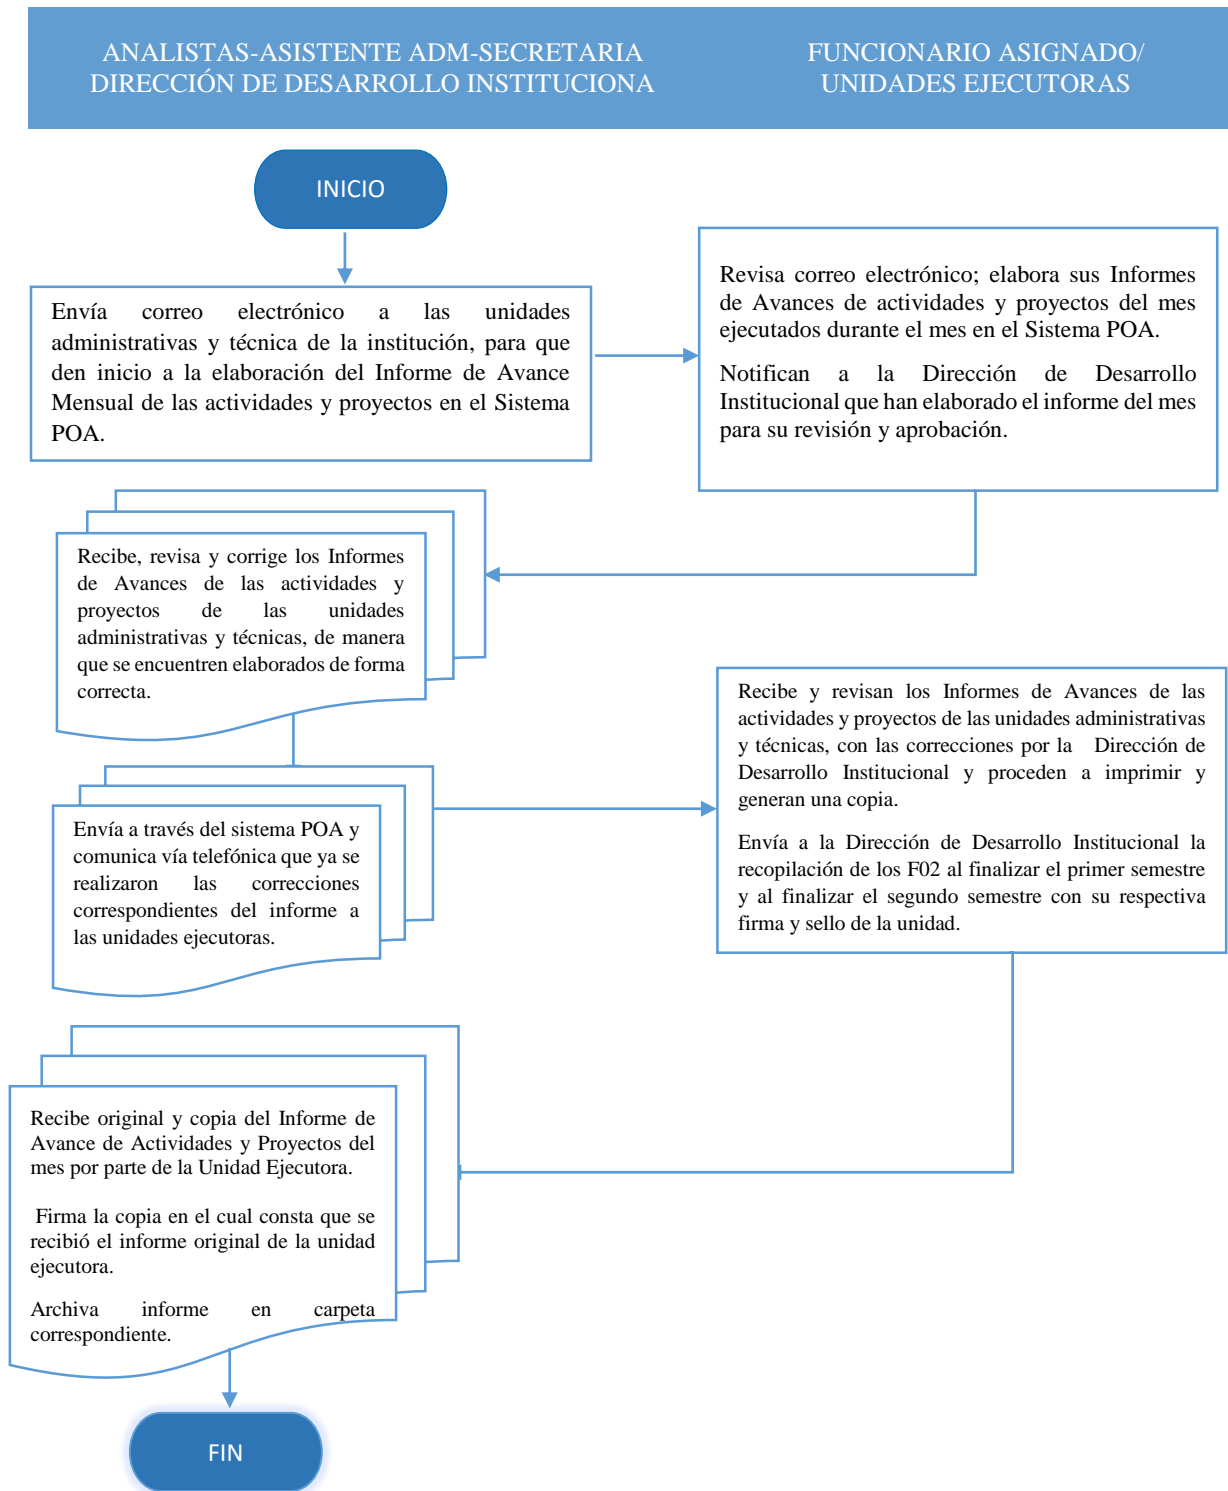 ANALISTAS-ASISTENTE ADM-SECRETARIA
DIRECCIÓN DE DESARROLLO INSTITUCIONA
FUNCIONARIO ASIGNADO/
UNIDADES EJECUTORAS
INICIO
Envía correo electrónico a las unidades
administrativas y técnica de la institución, para que
den inicio a la elaboración del Informe de Avance
Mensual de las actividades y proyectos en el Sistema
POA.
Revisa correo electrónico; elabora sus Informes
de Avances de actividades y proyectos del mes
ejecutados durante el mes en el Sistema POA.
Notifican a la Dirección de Desarrollo
Institucional que han elaborado el informe del mes
para su revisión y aprobación.
Recibe, revisa y corrige los Informes
de Avances de las actividades y
proyectos de las unidades
administrativas y técnicas, de manera
que se encuentren elaborados de forma
correcta.
Envía a través del sistema POA y
comunica vía telefónica que ya se
realizaron las correcciones
correspondientes del informe a
las unidades ejecutoras.
Recibe y revisan los Informes de Avances de las
actividades y proyectos de las unidades administrativas
y técnicas, con las correcciones por la Dirección de
Desarrollo Institucional y proceden a imprimir y
generan una copia.
Envía a la Dirección de Desarrollo Institucional la
recopilación de los F02 al finalizar el primer semestre
y al finalizar el segundo semestre con su respectiva
firma y sello de la unidad.
Recibe original y copia del Informe de
Avance de Actividades y Proyectos del
mes por parte de la Unidad Ejecutora.
Firma la copia en el cual consta que se
recibió el informe original de la unidad
ejecutora.
Archiva informe en carpeta
correspondiente.
FIN